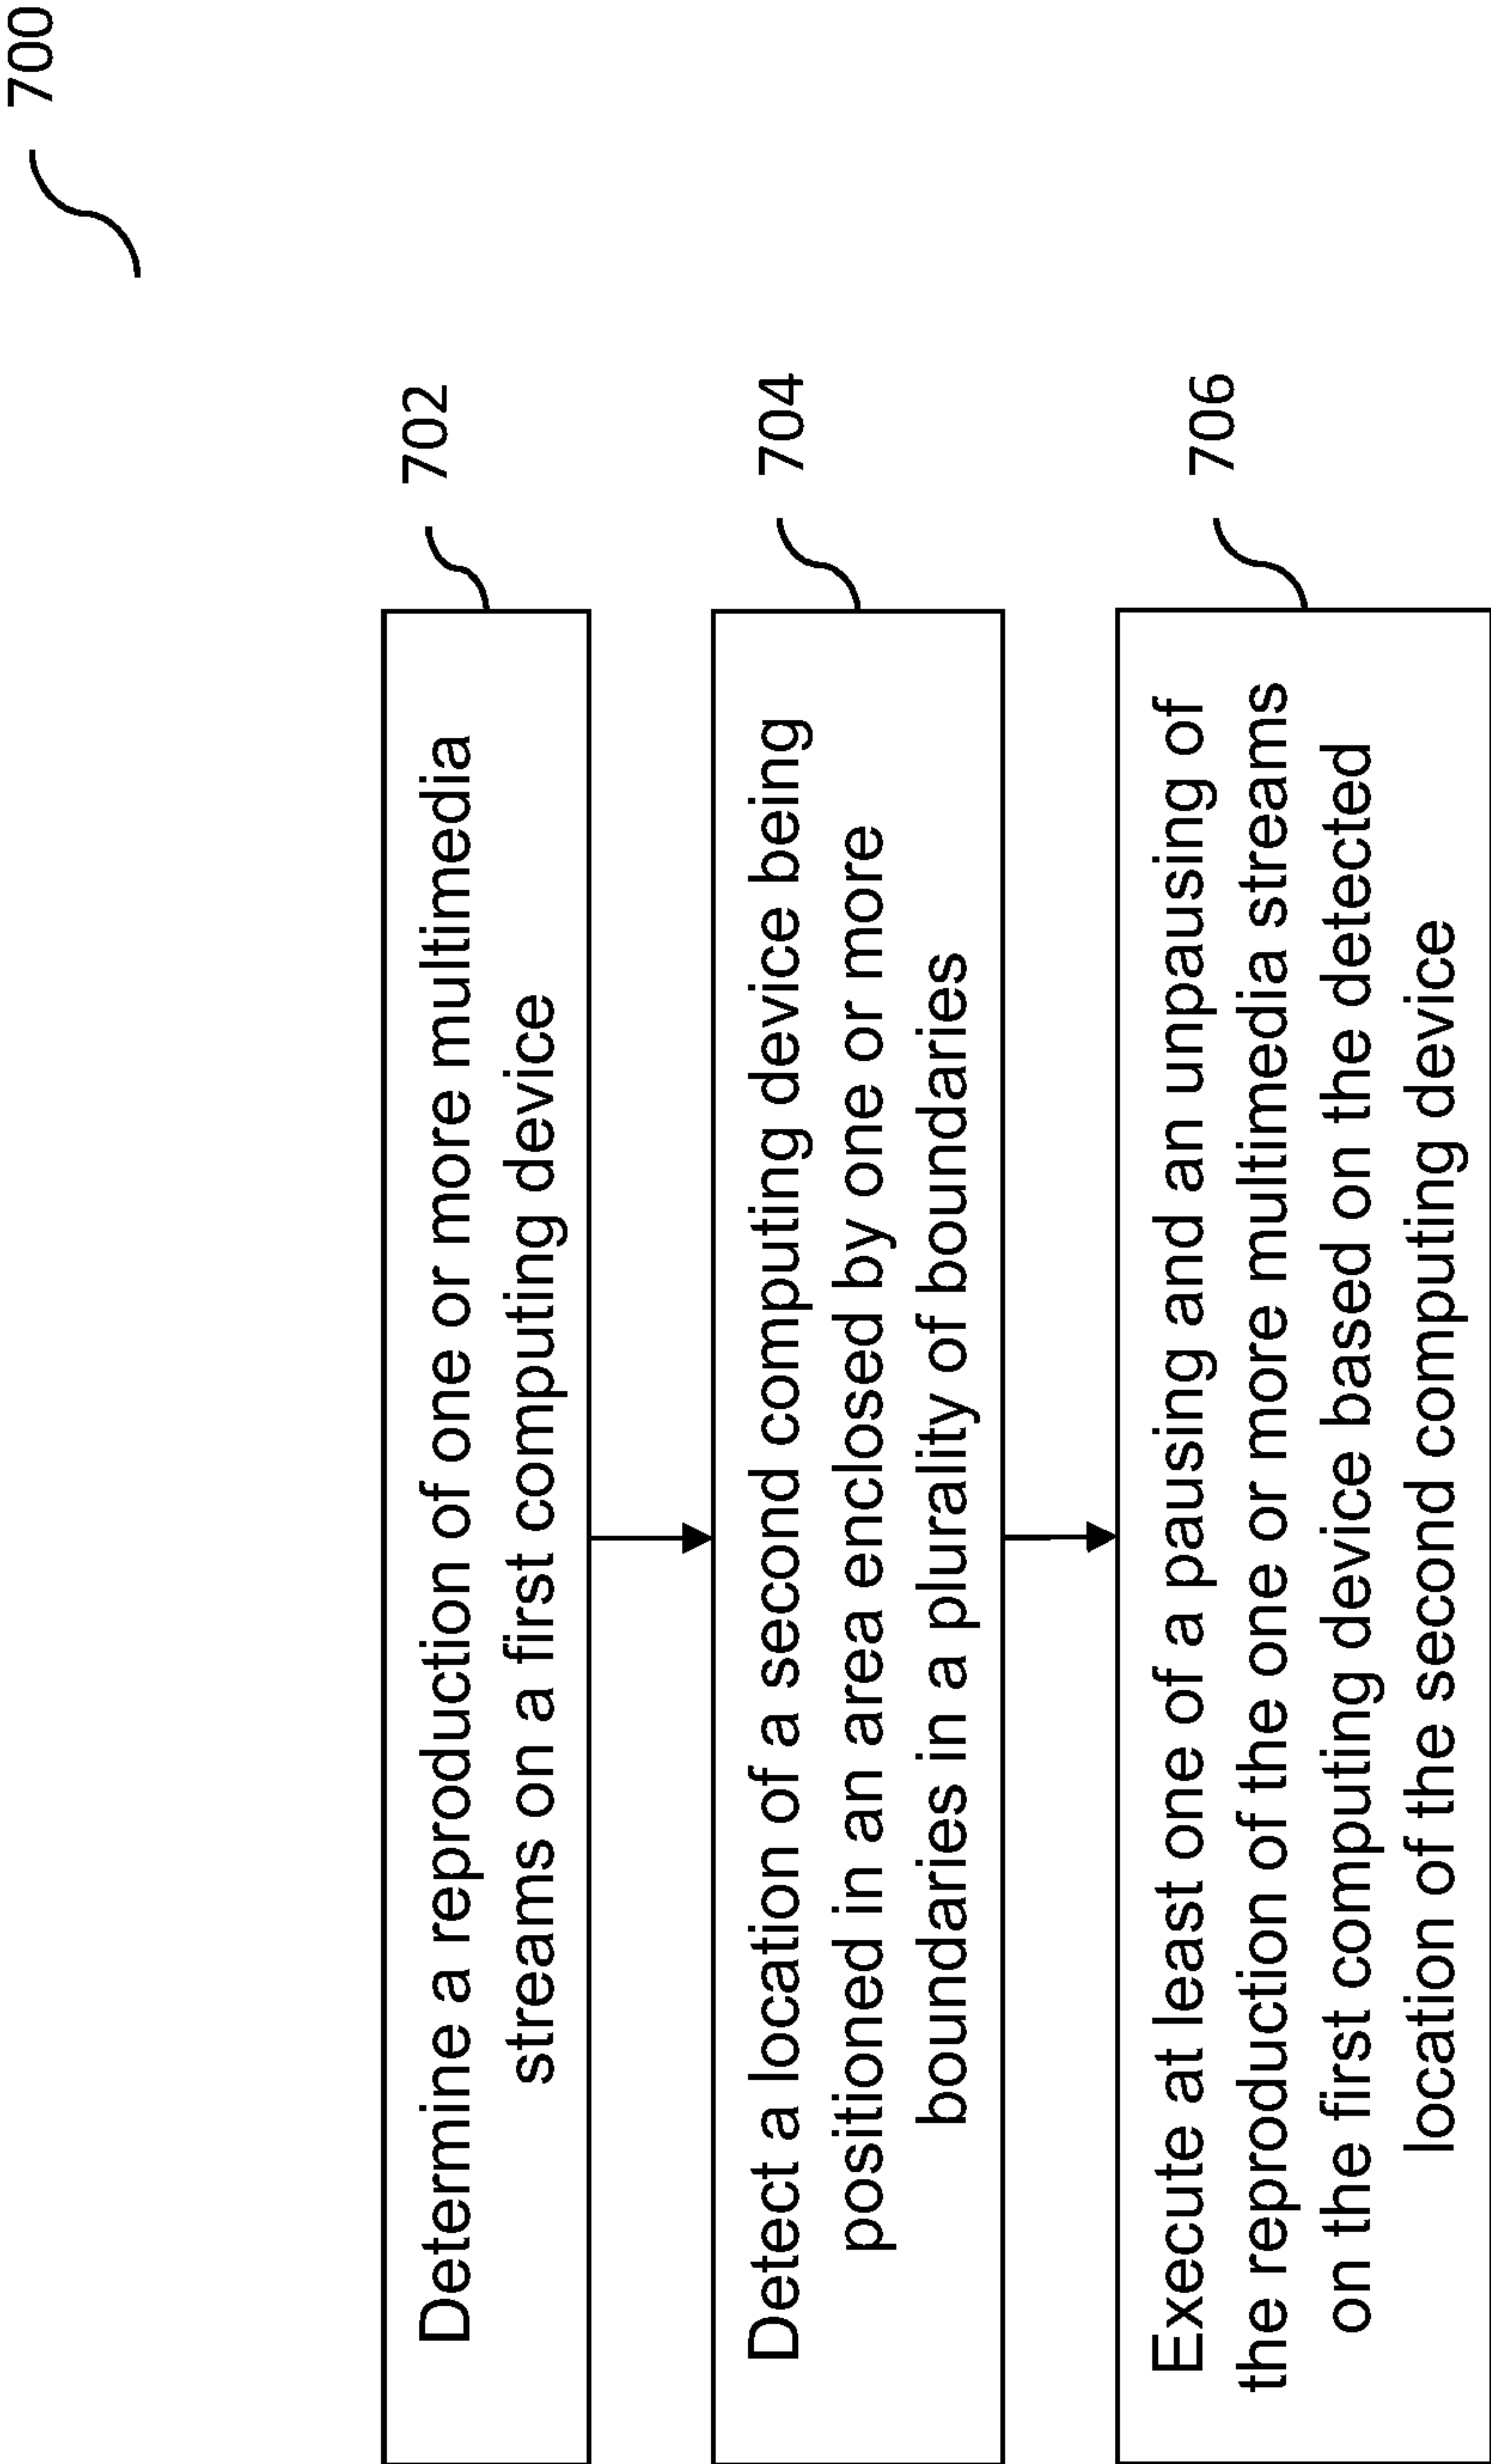 700
702
Determine a reproduction of one or more multimedia
streams on a first computing device
704
Detect a location of a second computing device being
positioned in an area enclosed by one or more
boundaries in a plurality of boundaries
706
Execute at least one of a pausing and an unpausing of
the reproduction of the one or more multimedia streams
on the first computing device based on the detected
location of the second computing device